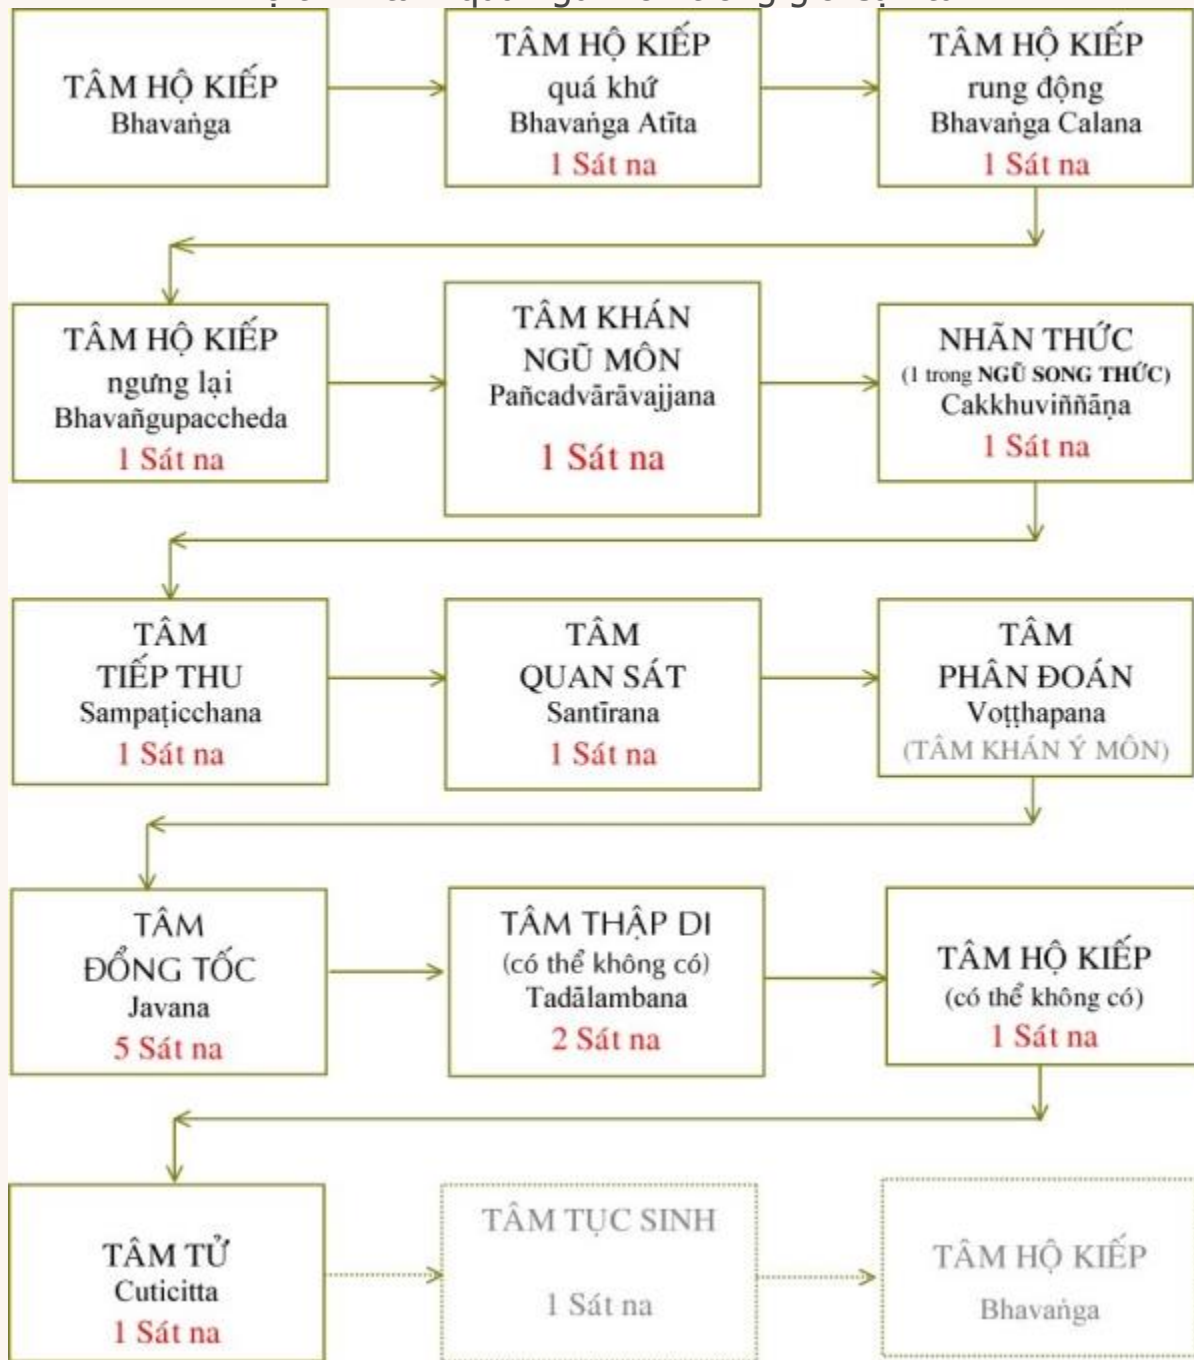 TÂM HỘ KIẾP
Bhavaṅga
TÂM HỘ KIẾP
quá khứ
Bhavaṅga Atīta
1 Sát na
TÂM HỘ KIẾP
rung động
Bhavaṅga Calana
1 Sát na
TÂM HỘ KIẾP
ngưng lại
Bhavañgupaccheda
1 Sát na
TÂM KHÁN
NGŨ MÔN
Pañcadvārāvajjana
1 Sát na
NHÃN THỨC
(1 trong NGŨ SONG THỨC)
Cakkhuviññāṇa
1 Sát na
TÂM
TIẾP THU
Sampaṭicchana
1 Sát na
TÂM
QUAN SÁT
Santīrana
1 Sát na
TÂM
PHÂN ĐOÁN
Voṭṭhapana
(TÂM KHÁN Ý MÔN)
TÂM
ĐỔNG TỐC
Javana
5 Sát na
TÂM THẬP DI
(có thể không có)
Tadālambana
2 Sát na
TÂM HỘ KIẾP
(có thể không có)
1 Sát na
TÂM TỬ
Cuticitta
1 Sát na
TÂM TỤC SINH
1 Sát na
TÂM HỘ KIẾP
Bhavaṅga